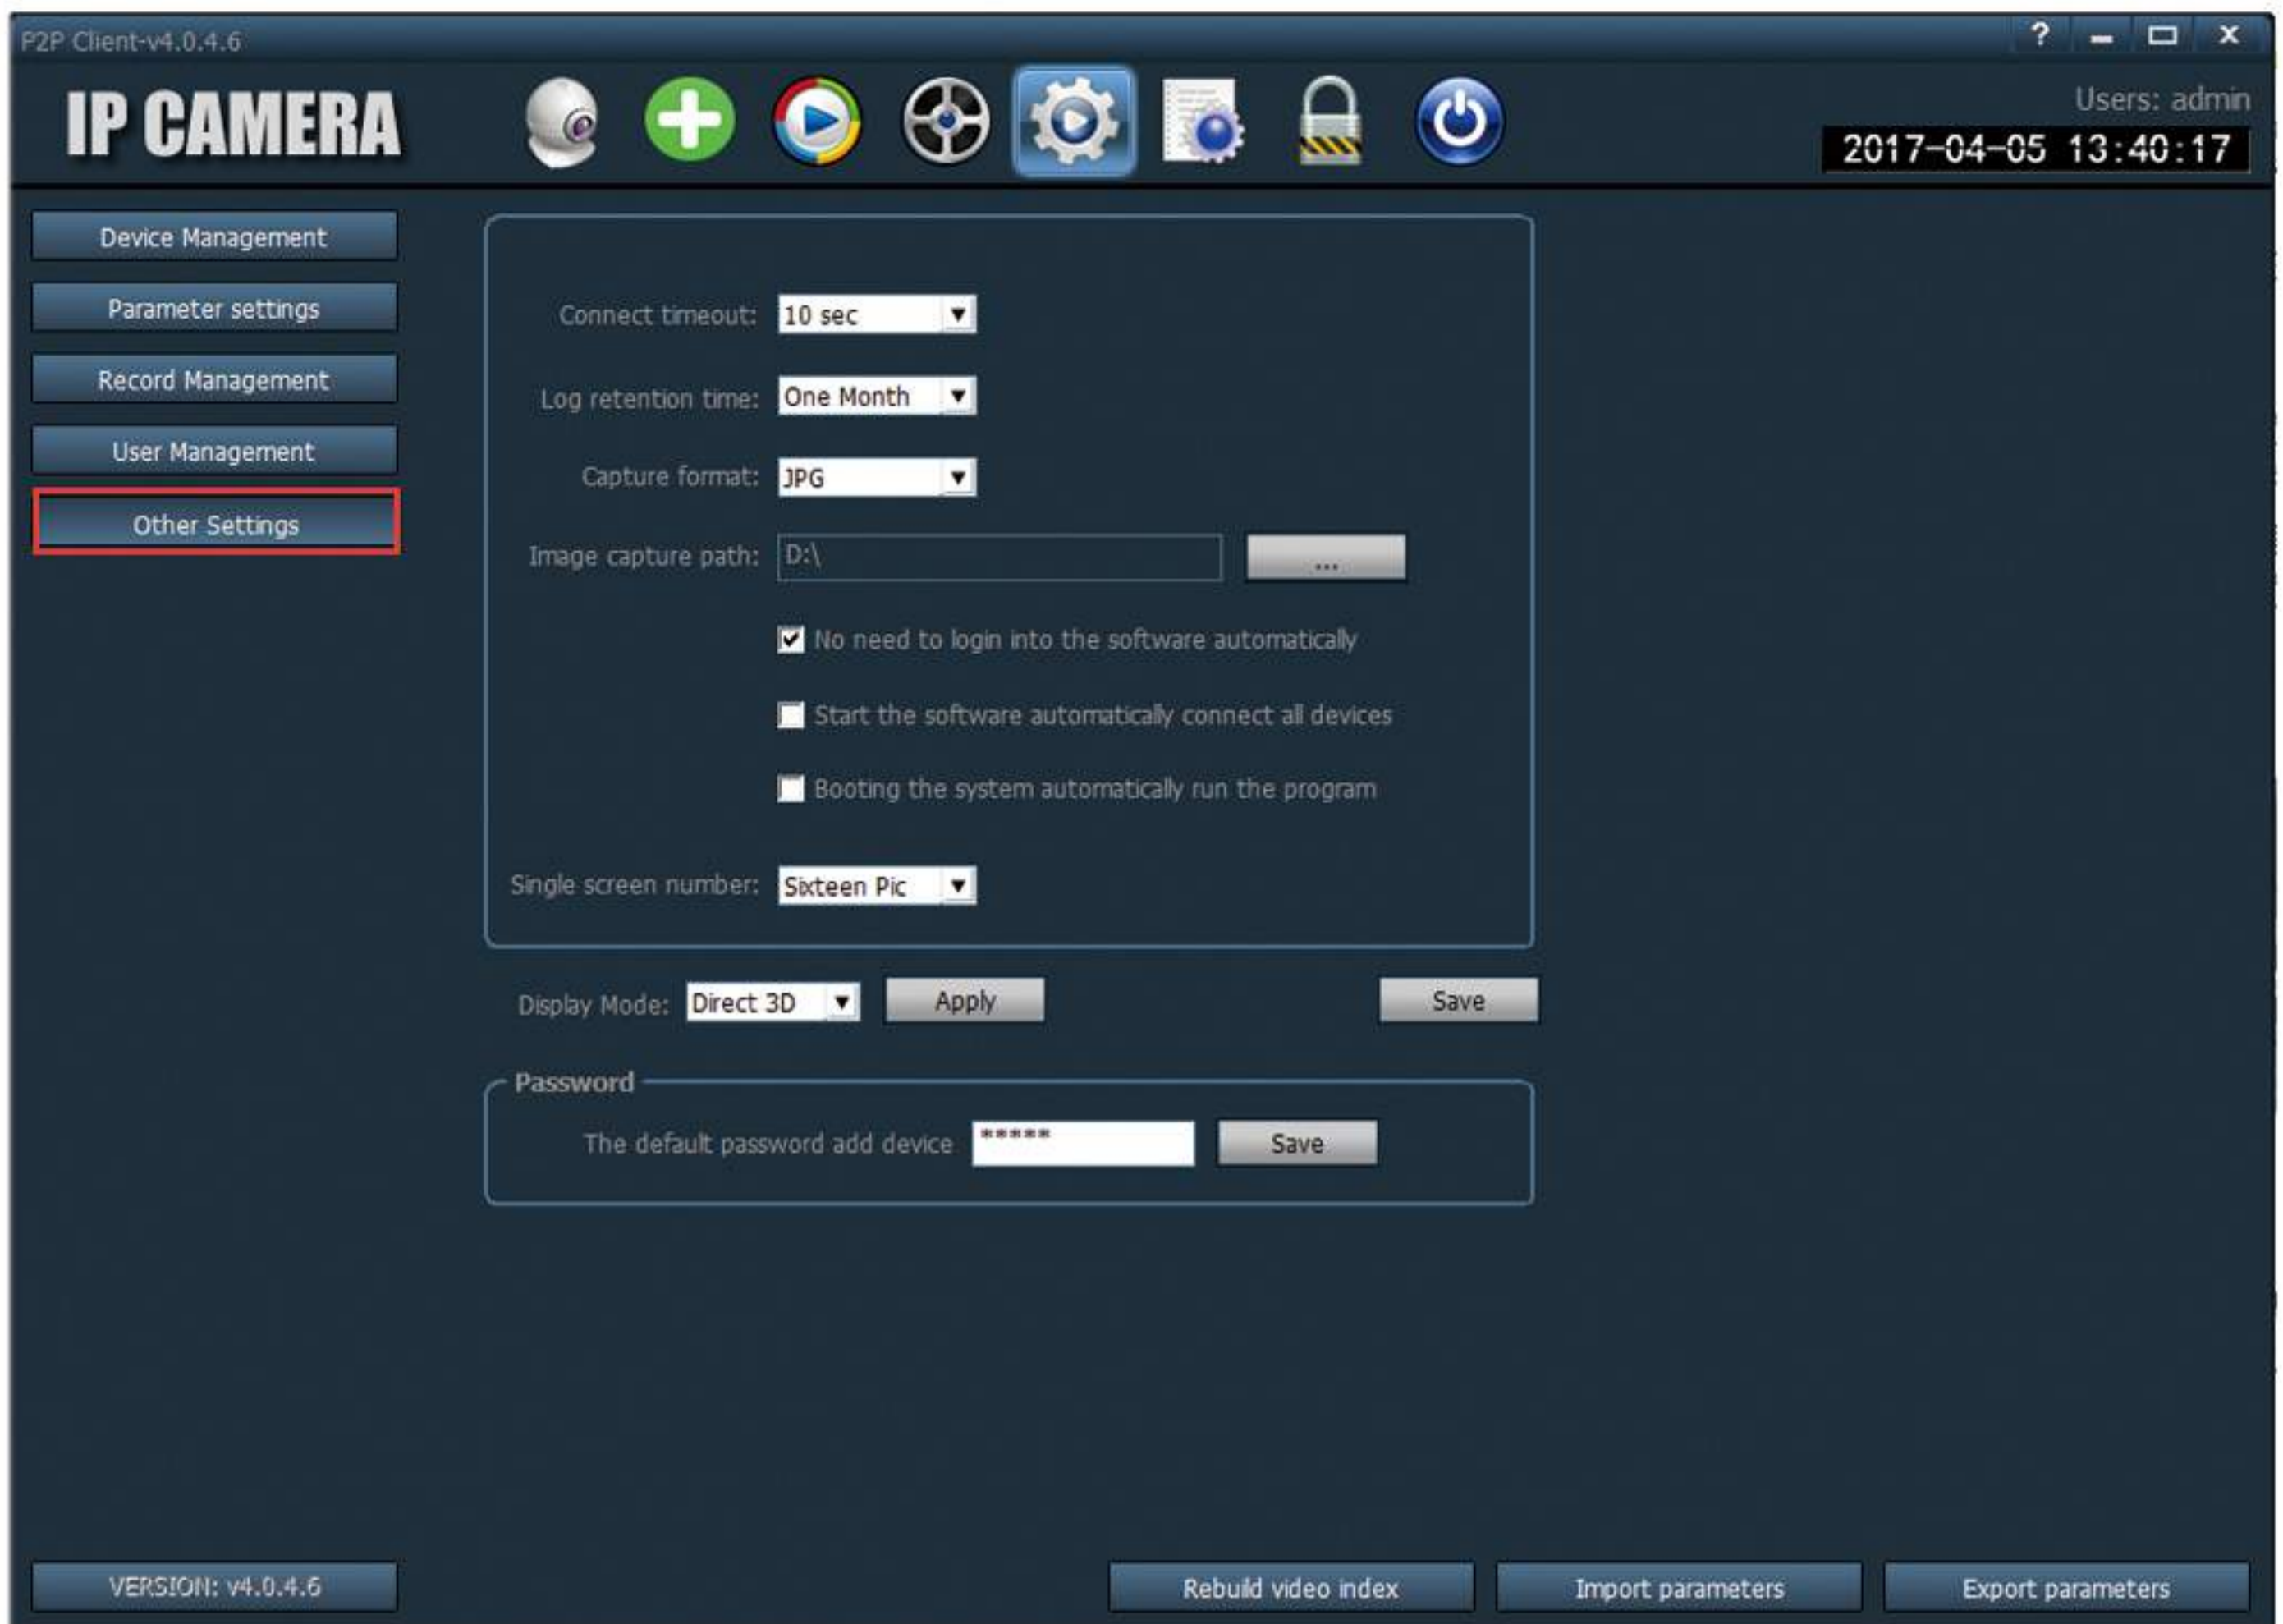 P2P Client-v4.0.4.6
IP CAMERA
Users: admin
2017-04-05 13:40:17
Device Management
Parameter settings
Record Management
User Management
Other Settings
Connect timeout: 10 sec
Log retention time: One Month
Capture format: JPG
Image capture path: D:\ ...
No need to login into the software automatically
Start the software automatically connect all devices
Booting the system automatically run the program
Single screen number: Sixteen Pic
Display Mode: Direct 3D Apply Save
Password
The default password add device ***** Save
VERSION: v4.0.4.6 Rebuild video index Import parameters Export parameters